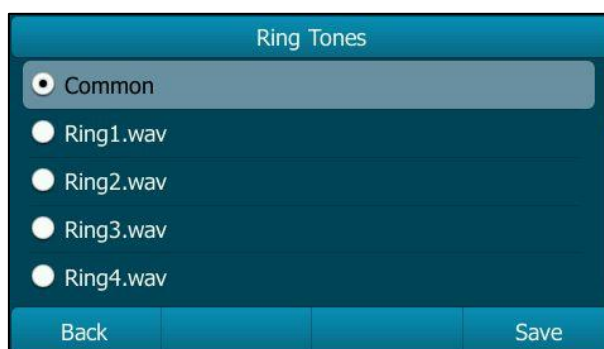 Ring Tones
Common
Ring1.wav
Ring2.wav
Ring3.wav
Ring4.wav
Back Save